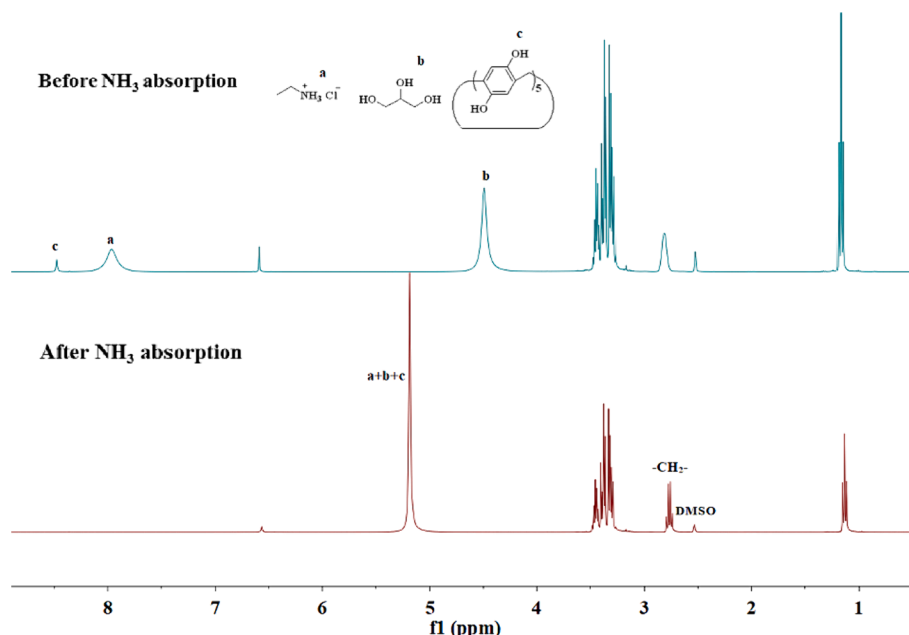 Before NH₃ absorption
a
NH₃ Cl⁻
+
b
OH
HO
OH
c
OH
HO
( )₅
c
a
b
After NH₃ absorption
a+b+c
-CH₂-
DMSO
8 7 6 5 4 3 2 1
f1 (ppm)